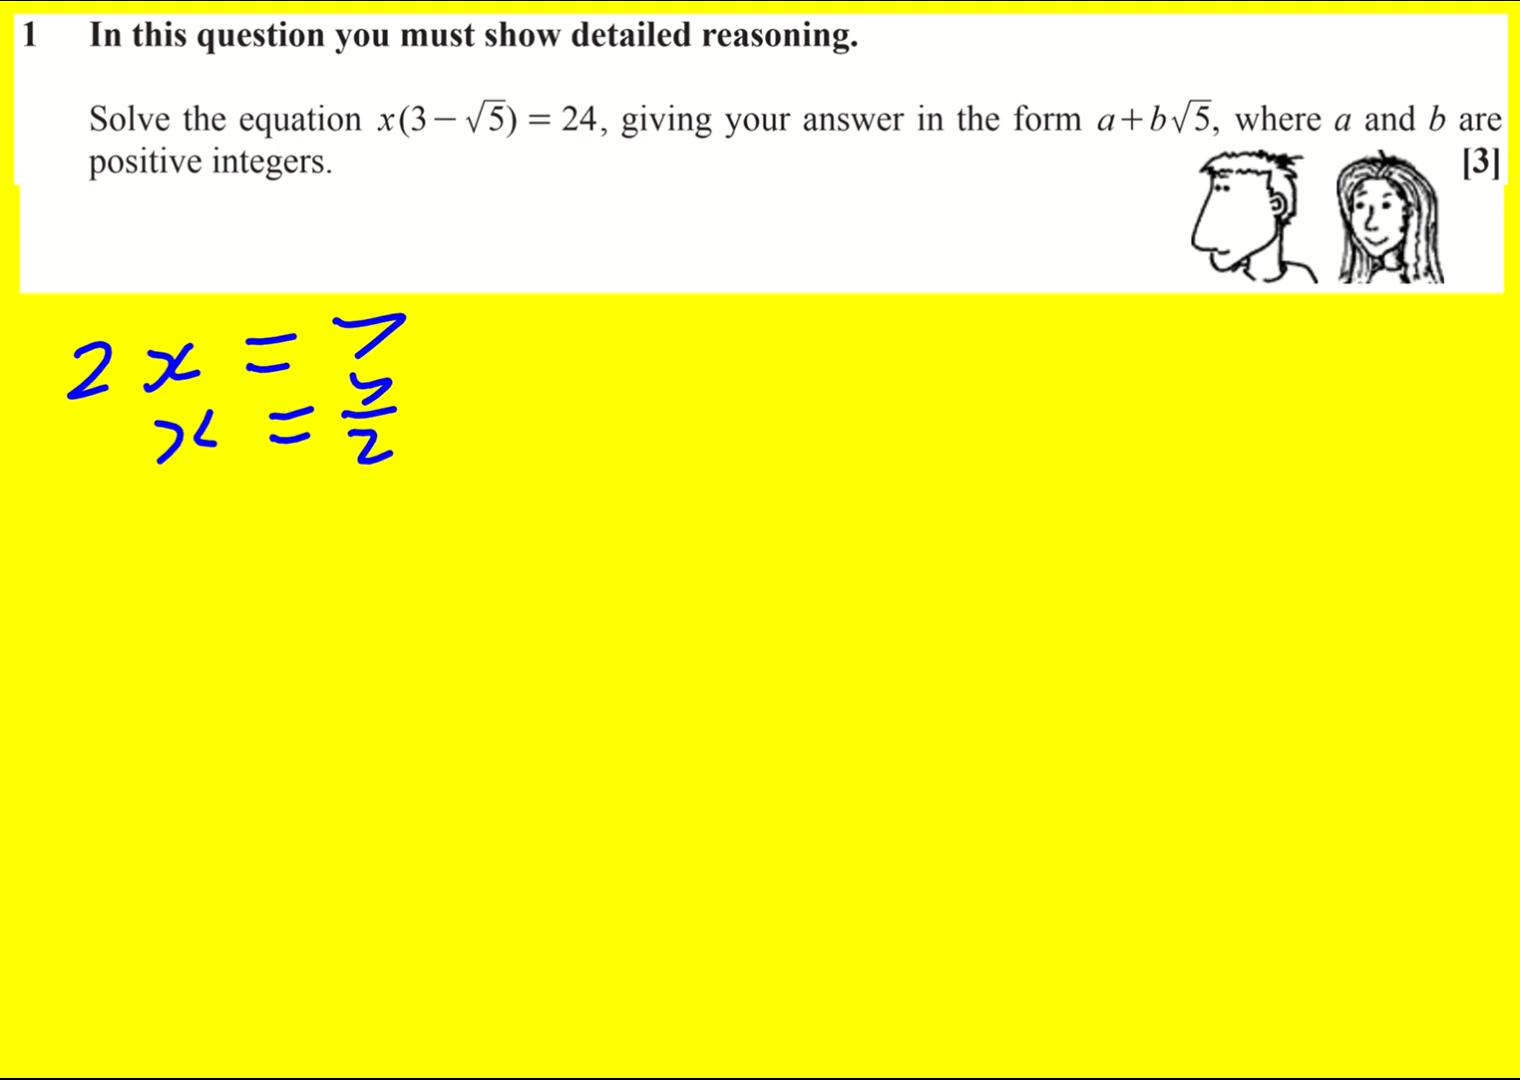 1 In this question you must show detailed reasoning.
Solve the equation x(3 − √5) = 24, giving your answer in the form a + b√5, where a and b are
positive integers. [3]
2x = 7
x = 7/2